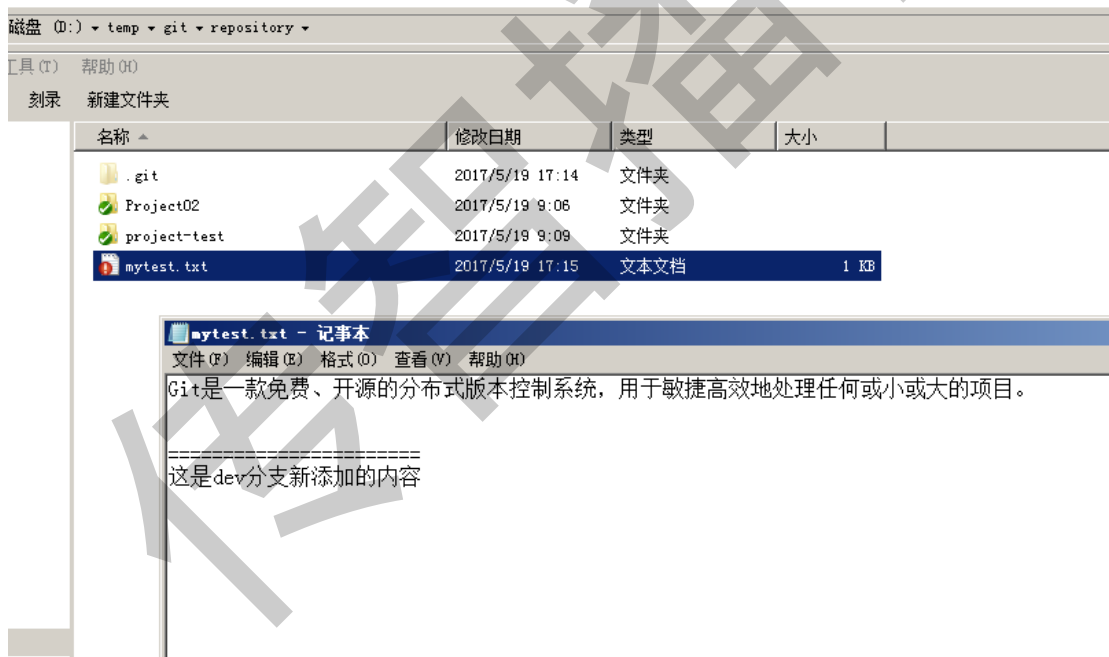 磁盘 (D:) ▾ temp ▾ git ▾ repository ▾
工具(T) 帮助(H)
刻录 新建文件夹
名称 修改日期 类型 大小
.git 2017/5/19 17:14 文件夹
Project02 2017/5/19 9:06 文件夹
project-test 2017/5/19 9:09 文件夹
mytest.txt 2017/5/19 17:15 文本文档 1 KB
mytest.txt - 记事本
文件(F) 编辑(E) 格式(O) 查看(V) 帮助(H)
Git是一款免费、开源的分布式版本控制系统，用于敏捷高效地处理任何或小或大的项目。
=======================
这是dev分支新添加的内容
传智播